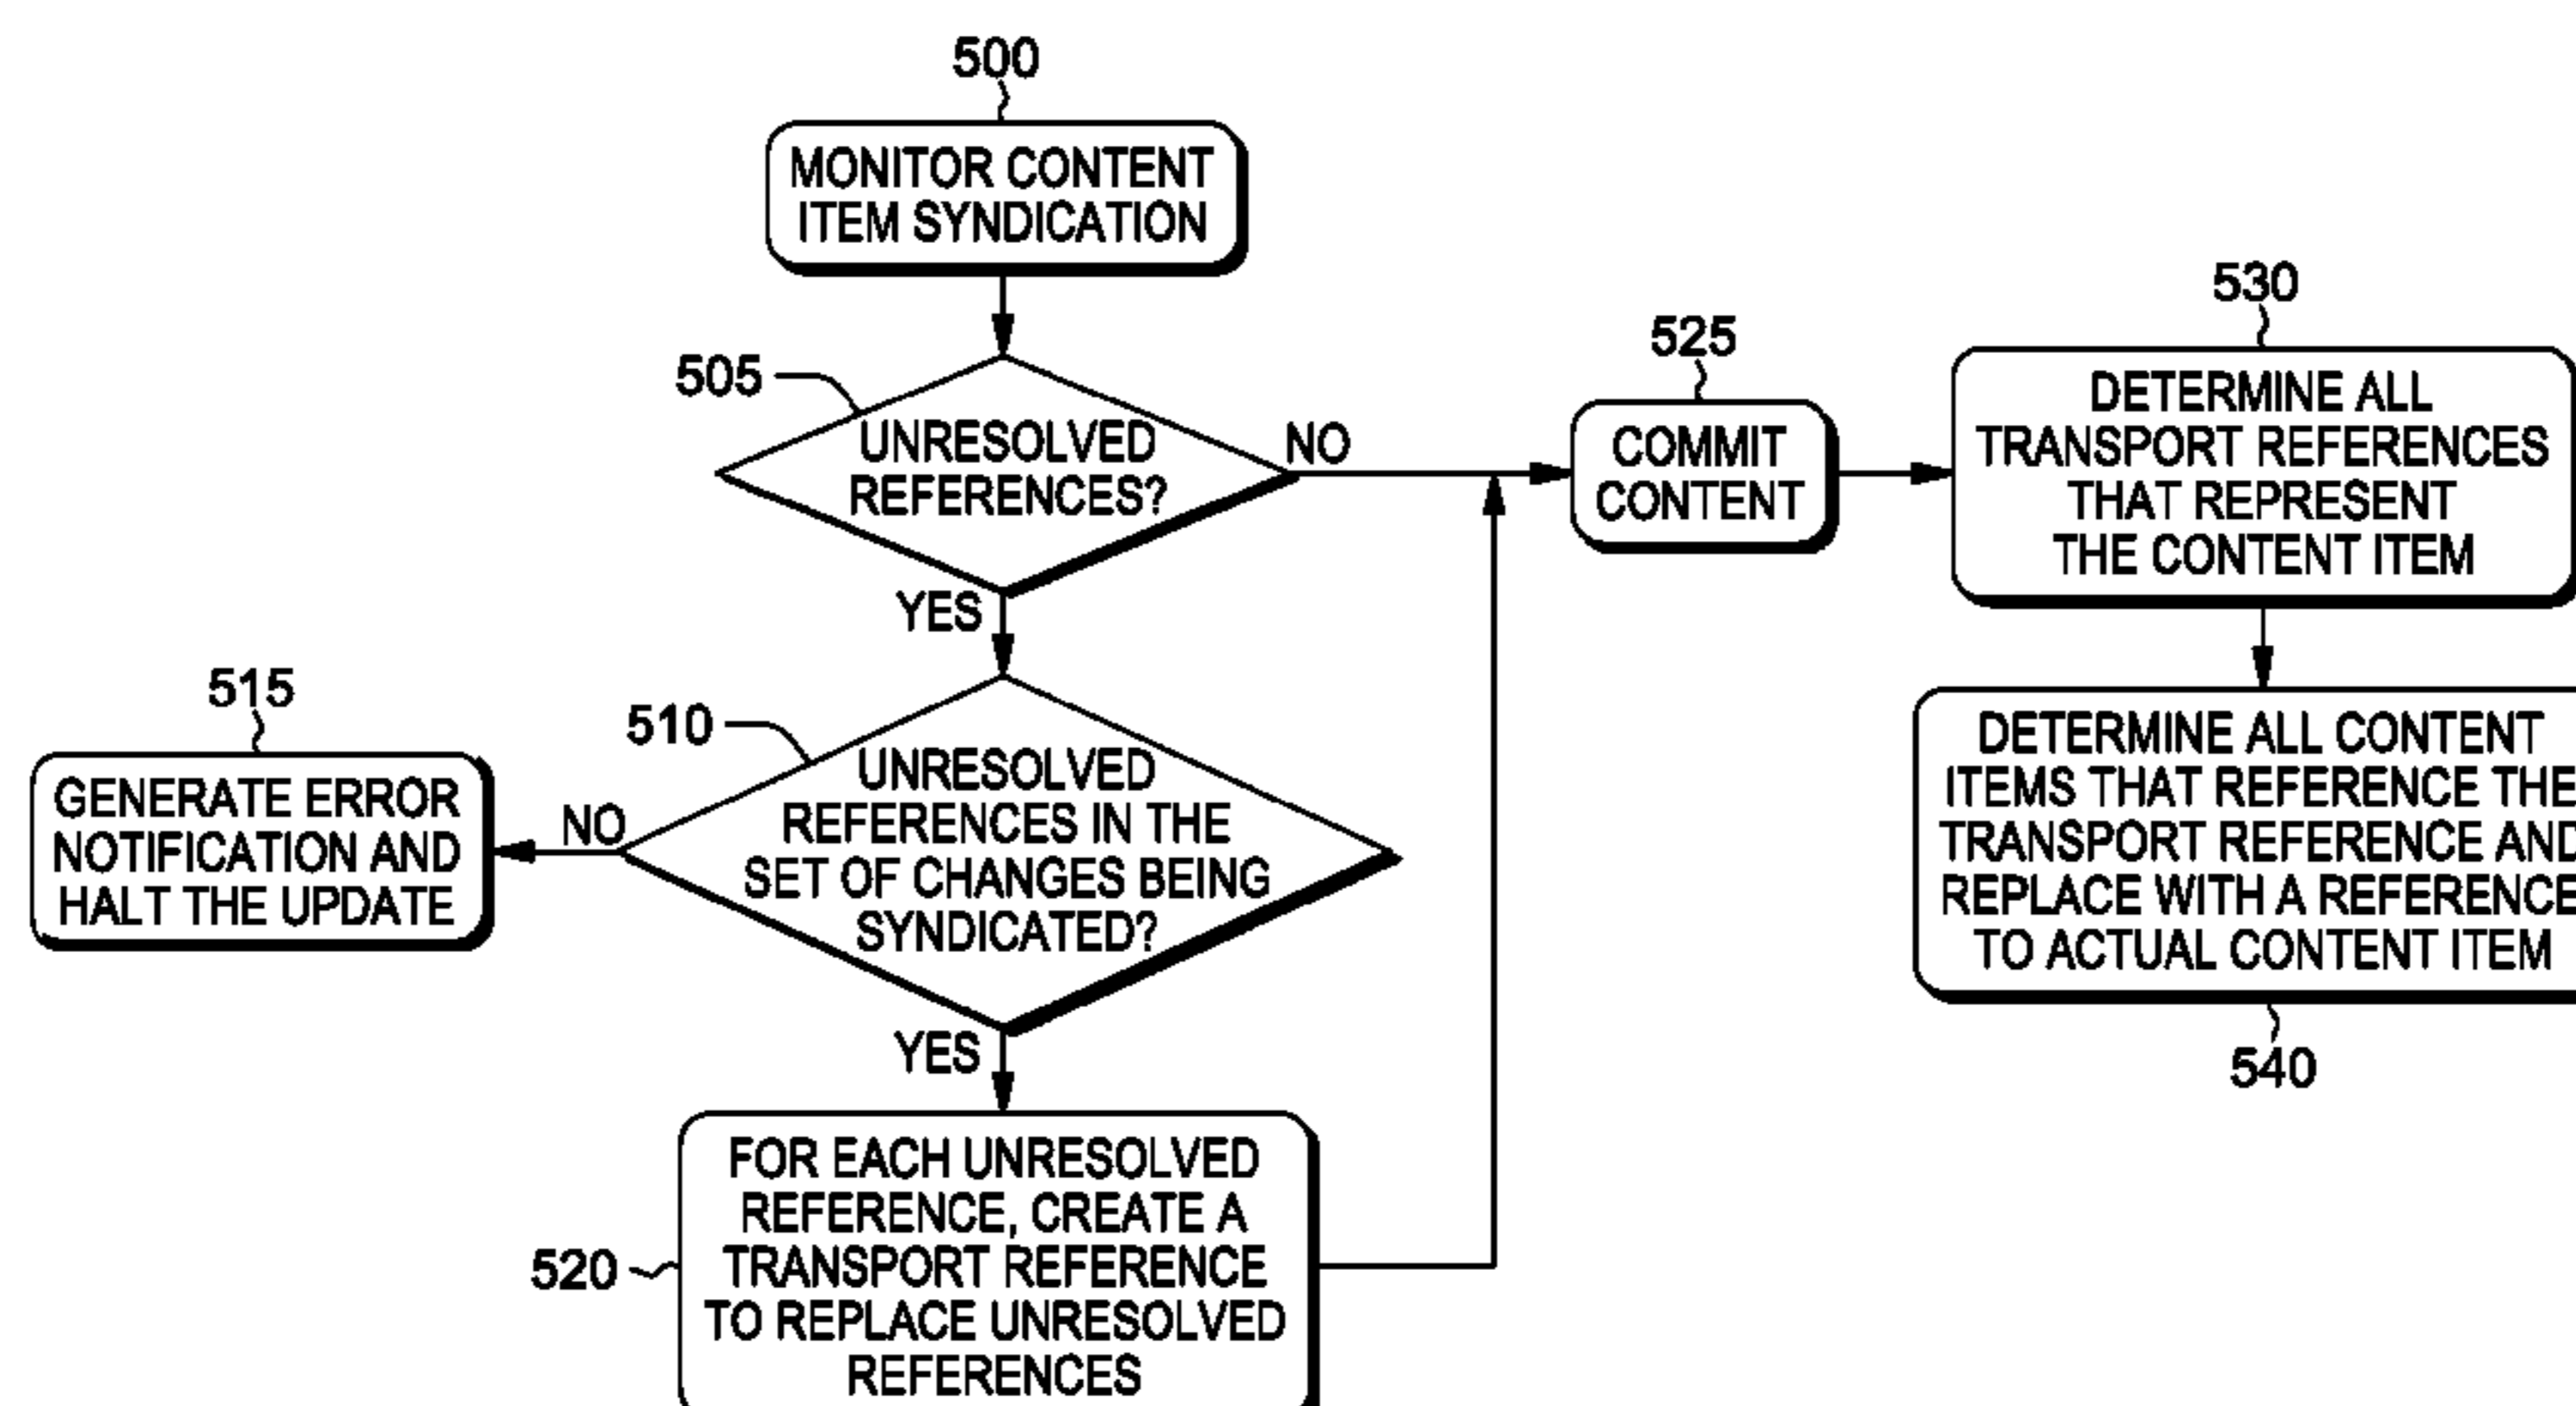 500
MONITOR CONTENT
ITEM SYNDICATION
505
UNRESOLVED
REFERENCES?
NO
YES
510
UNRESOLVED
REFERENCES IN THE
SET OF CHANGES BEING
SYNDICATED?
NO
YES
515
GENERATE ERROR
NOTIFICATION AND
HALT THE UPDATE
520
FOR EACH UNRESOLVED
REFERENCE, CREATE A
TRANSPORT REFERENCE
TO REPLACE UNRESOLVED
REFERENCES
525
COMMIT
CONTENT
530
DETERMINE ALL
TRANSPORT REFERENCES
THAT REPRESENT
THE CONTENT ITEM
DETERMINE ALL CONTENT
ITEMS THAT REFERENCE THE
TRANSPORT REFERENCE AND
REPLACE WITH A REFERENCE
TO ACTUAL CONTENT ITEM
540